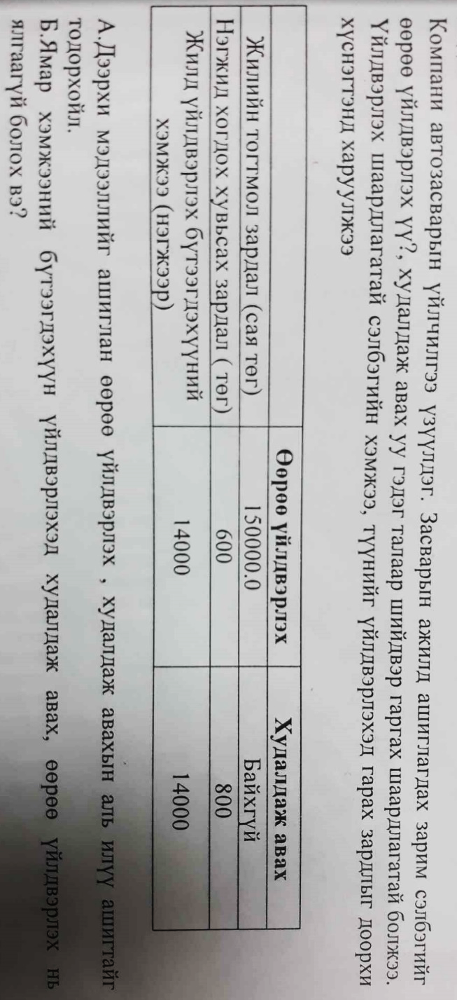 Компани автозасварын үйлчилгээ үзүүлдэг. Засварын ажилд ашиглагдах зарим сэлбэгийг
өөрөө үйлдвэрлэх үү?, худалдаж авах уу гэдэг талаар шийдвэр гаргах шаардлагатай болжээ.
Үйлдвэрлэх шаардлагатай сэлбэгийн хэмжээ, түүнийг үйлдвэрлэхэд гарах зардлыг доорхи
хүснэгтэнд харуулжээ
Өөрөө үйлдвэрлэх Худалдаж авах
Жилийн тогтмол зардал (сая төг) 150000.0 Байхгүй
Нэгжид хогдох хувьсах зардал ( төг) 600 800
Жилд үйлдвэрлэх бүтээгдэхүүний
хэмжээ (нэгжээр) 14000 14000
А.Дээрхи мэдээллийг ашиглан өөрөө үйлдвэрлэх , худалдаж авахын аль илүү ашигтайг
тодорхойл.
Б.Ямар хэмжээний бүтээгдэхүүн үйлдвэрлэхэд худалдаж авах, өөрөө үйлдвэрлэх нь
ялгаагүй болох вэ?